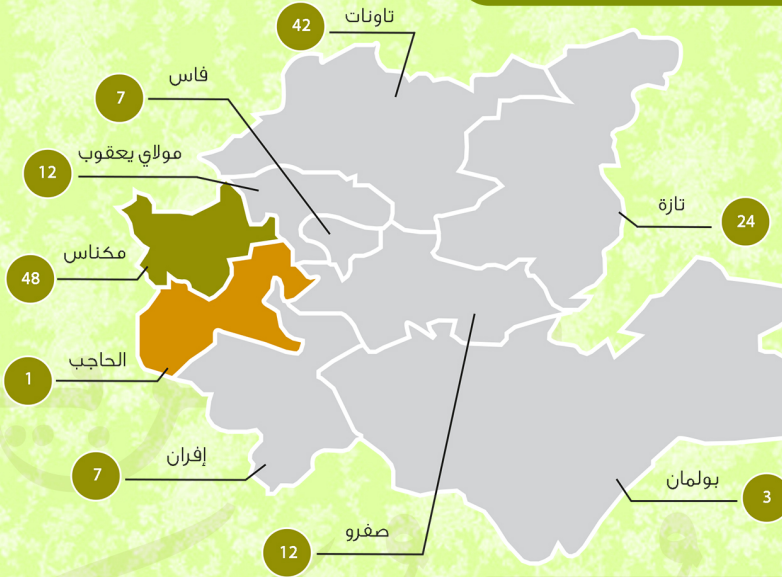 تاونات
42
فاس
7
مولاي يعقوب
12
تازة
24
مكناس
48
الحاجب
1
إفران
7
بولمان
3
صفرو
12